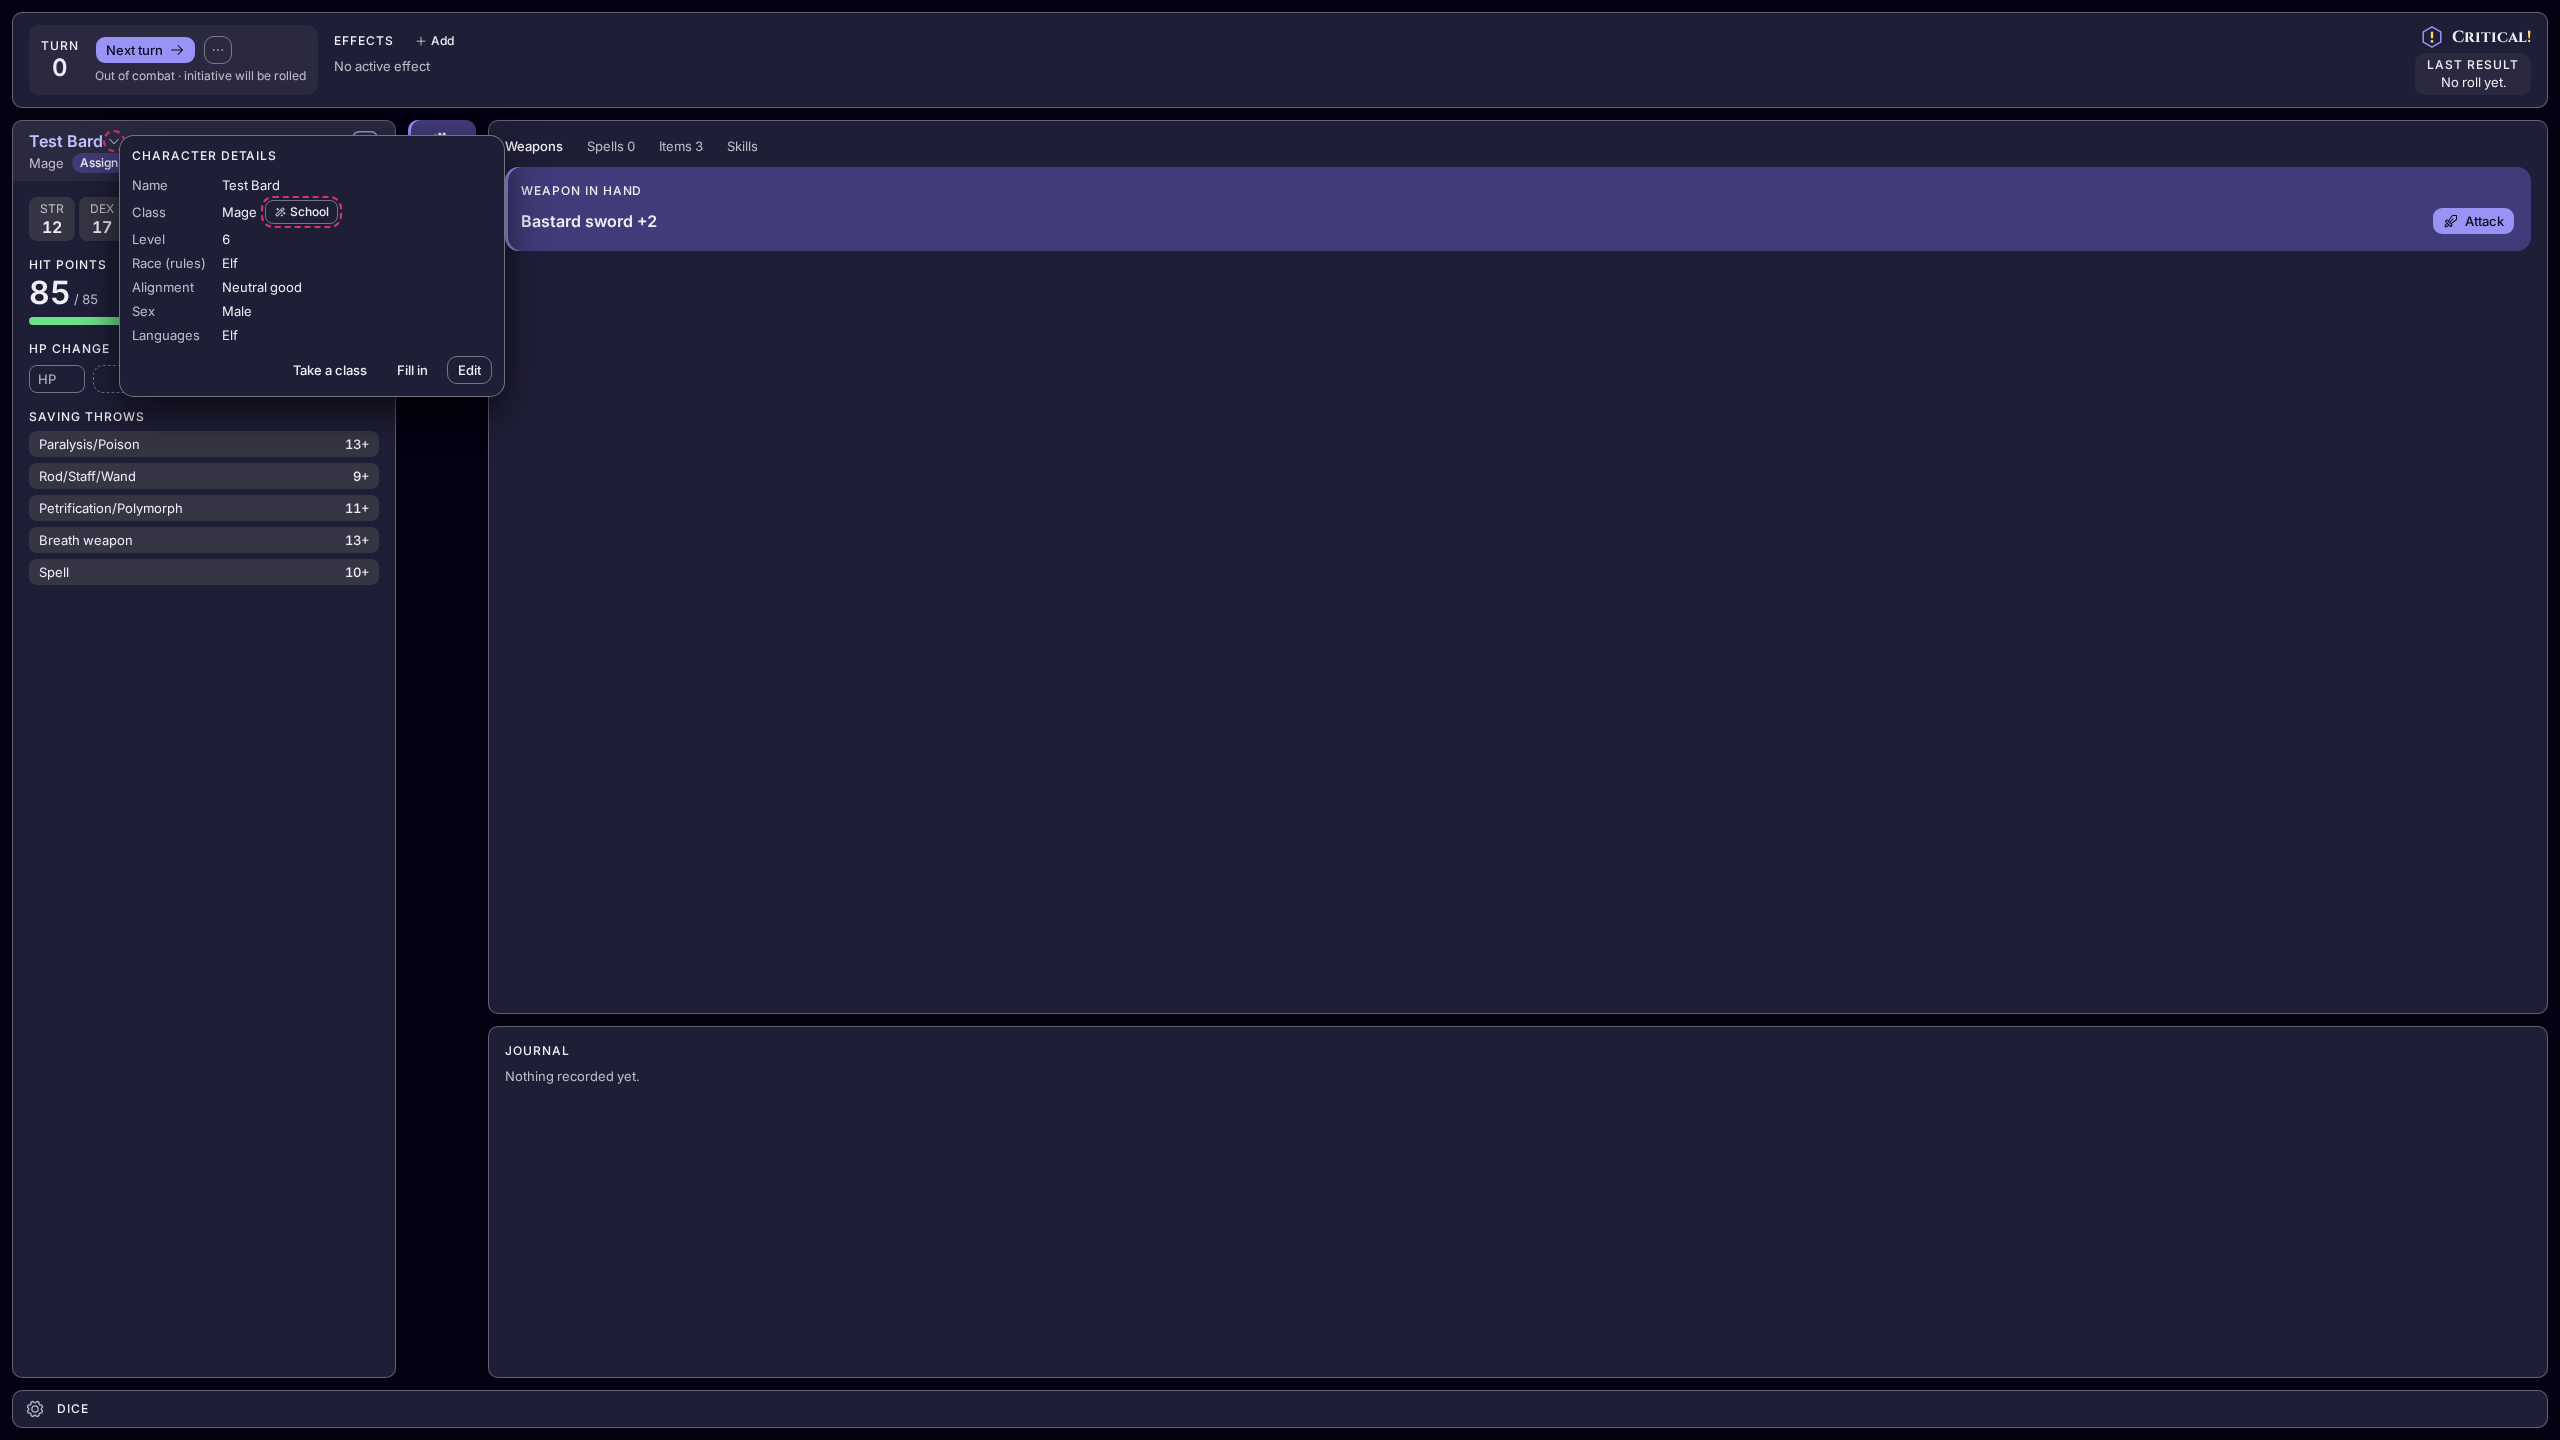 TURN
0
Next turn
Out of combat · initiative will be rolled
EFFECTS
Add
No active effect
CRITICAL!
LAST RESULT
No roll yet.
Test Bard
Mage
Assign
STR
12
DEX
17
HIT POINTS
85 / 85
HP CHANGE
HP
SAVING THROWS
Paralysis/Poison 13+
Rod/Staff/Wand 9+
Petrification/Polymorph 11+
Breath weapon 13+
Spell 10+
CHARACTER DETAILS
Name Test Bard
Class Mage School
Level 6
Race (rules) Elf
Alignment Neutral good
Sex Male
Languages Elf
Take a class Fill in Edit
Weapons Spells 0 Items 3 Skills
WEAPON IN HAND
Bastard sword +2
Attack
JOURNAL
Nothing recorded yet.
DICE